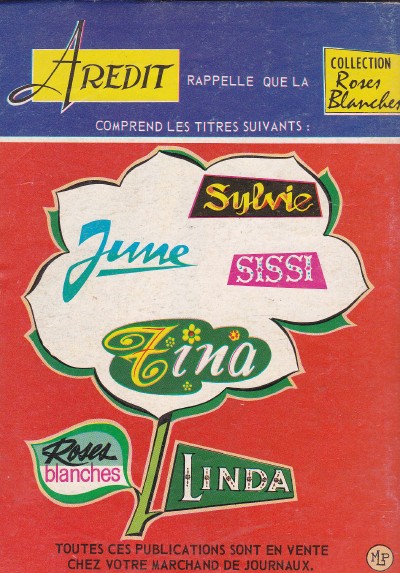 AREDIT RAPPELLE QUE LA
COLLECTION
Roses
Blanches
COMPREND LES TITRES SUIVANTS :
Sylvie
June
SISSI
Tina
Roses
blanches
LINDA
TOUTES CES PUBLICATIONS SONT EN VENTE
CHEZ VOTRE MARCHAND DE JOURNAUX.
MLP